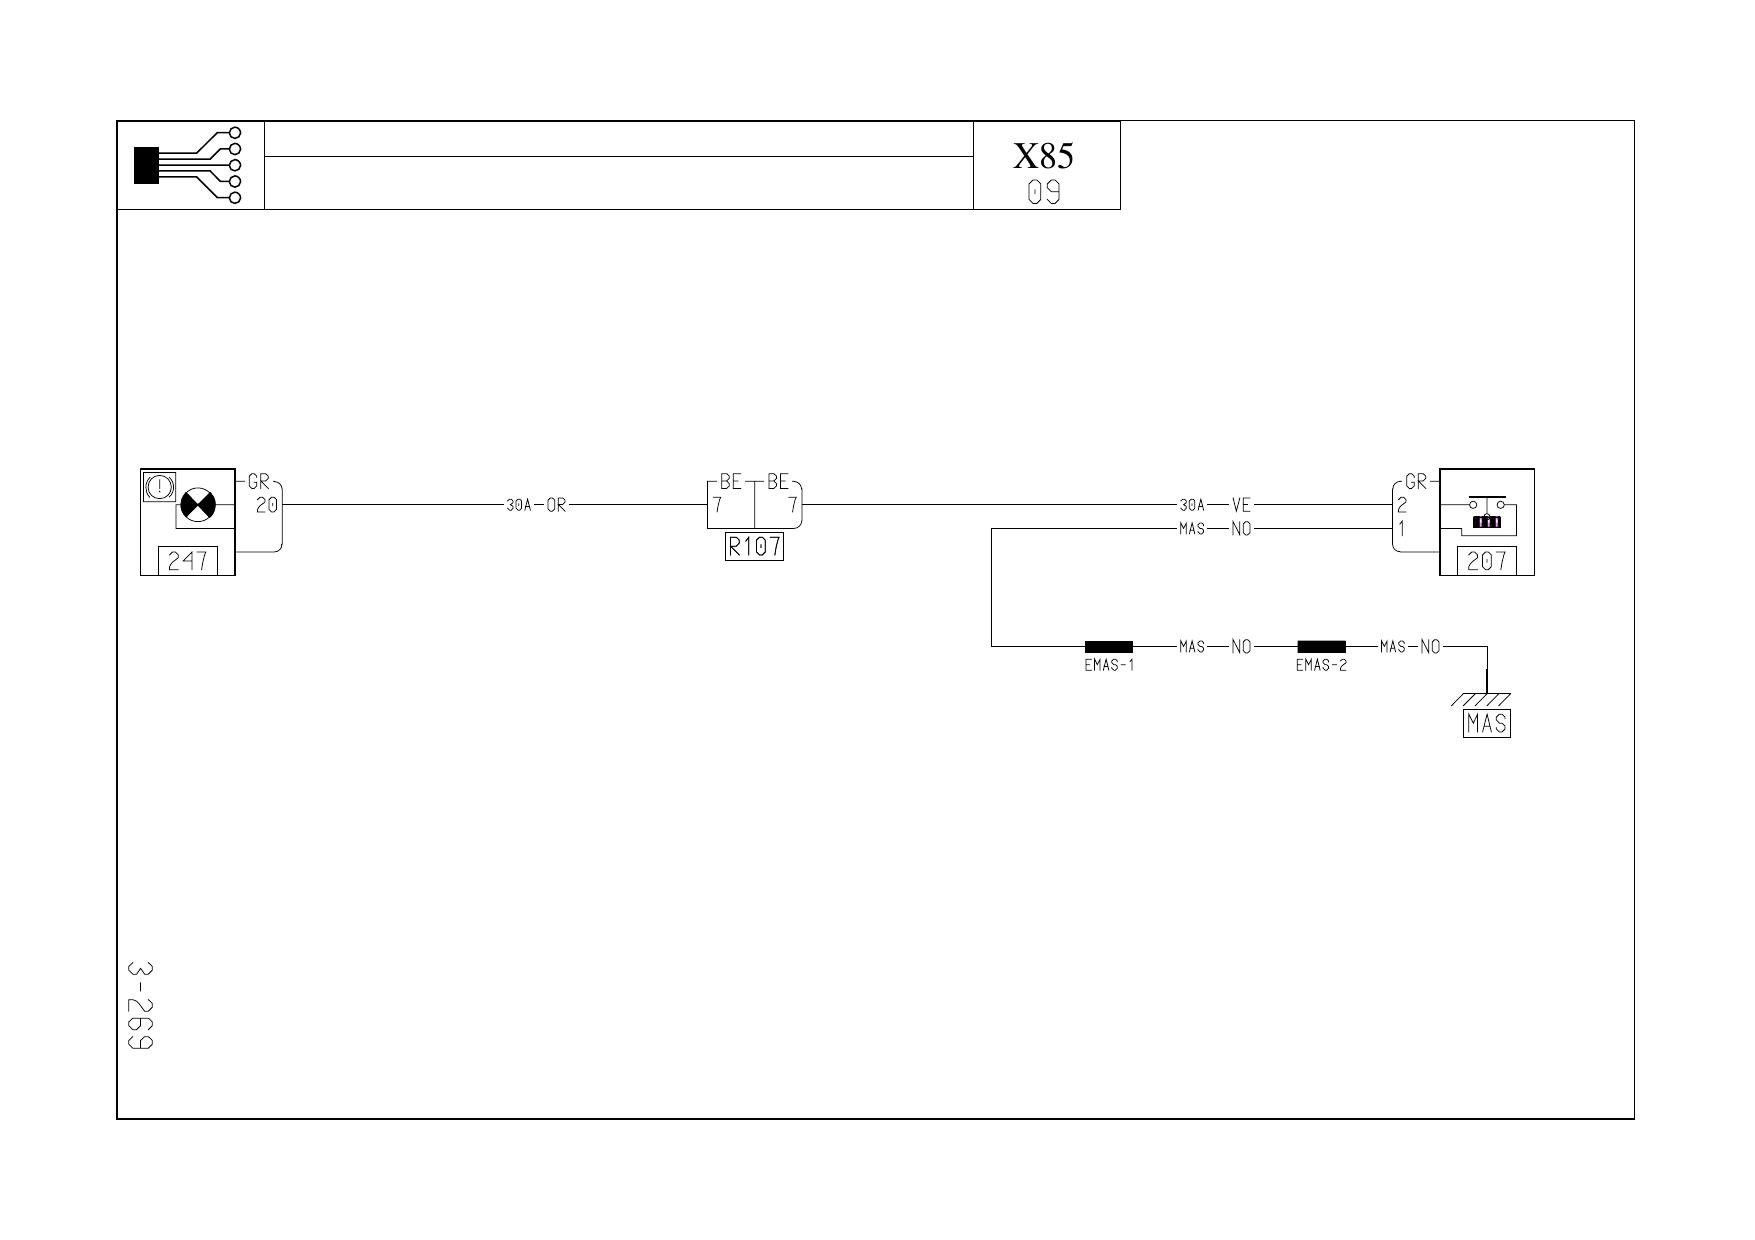 X85
09
GR
20
247
30A OR
BE BE
7 7
R107
30A VE
MAS NO
GR
2
1
207
MAS NO
MAS NO
EMAS-1
EMAS-2
MAS
3-269